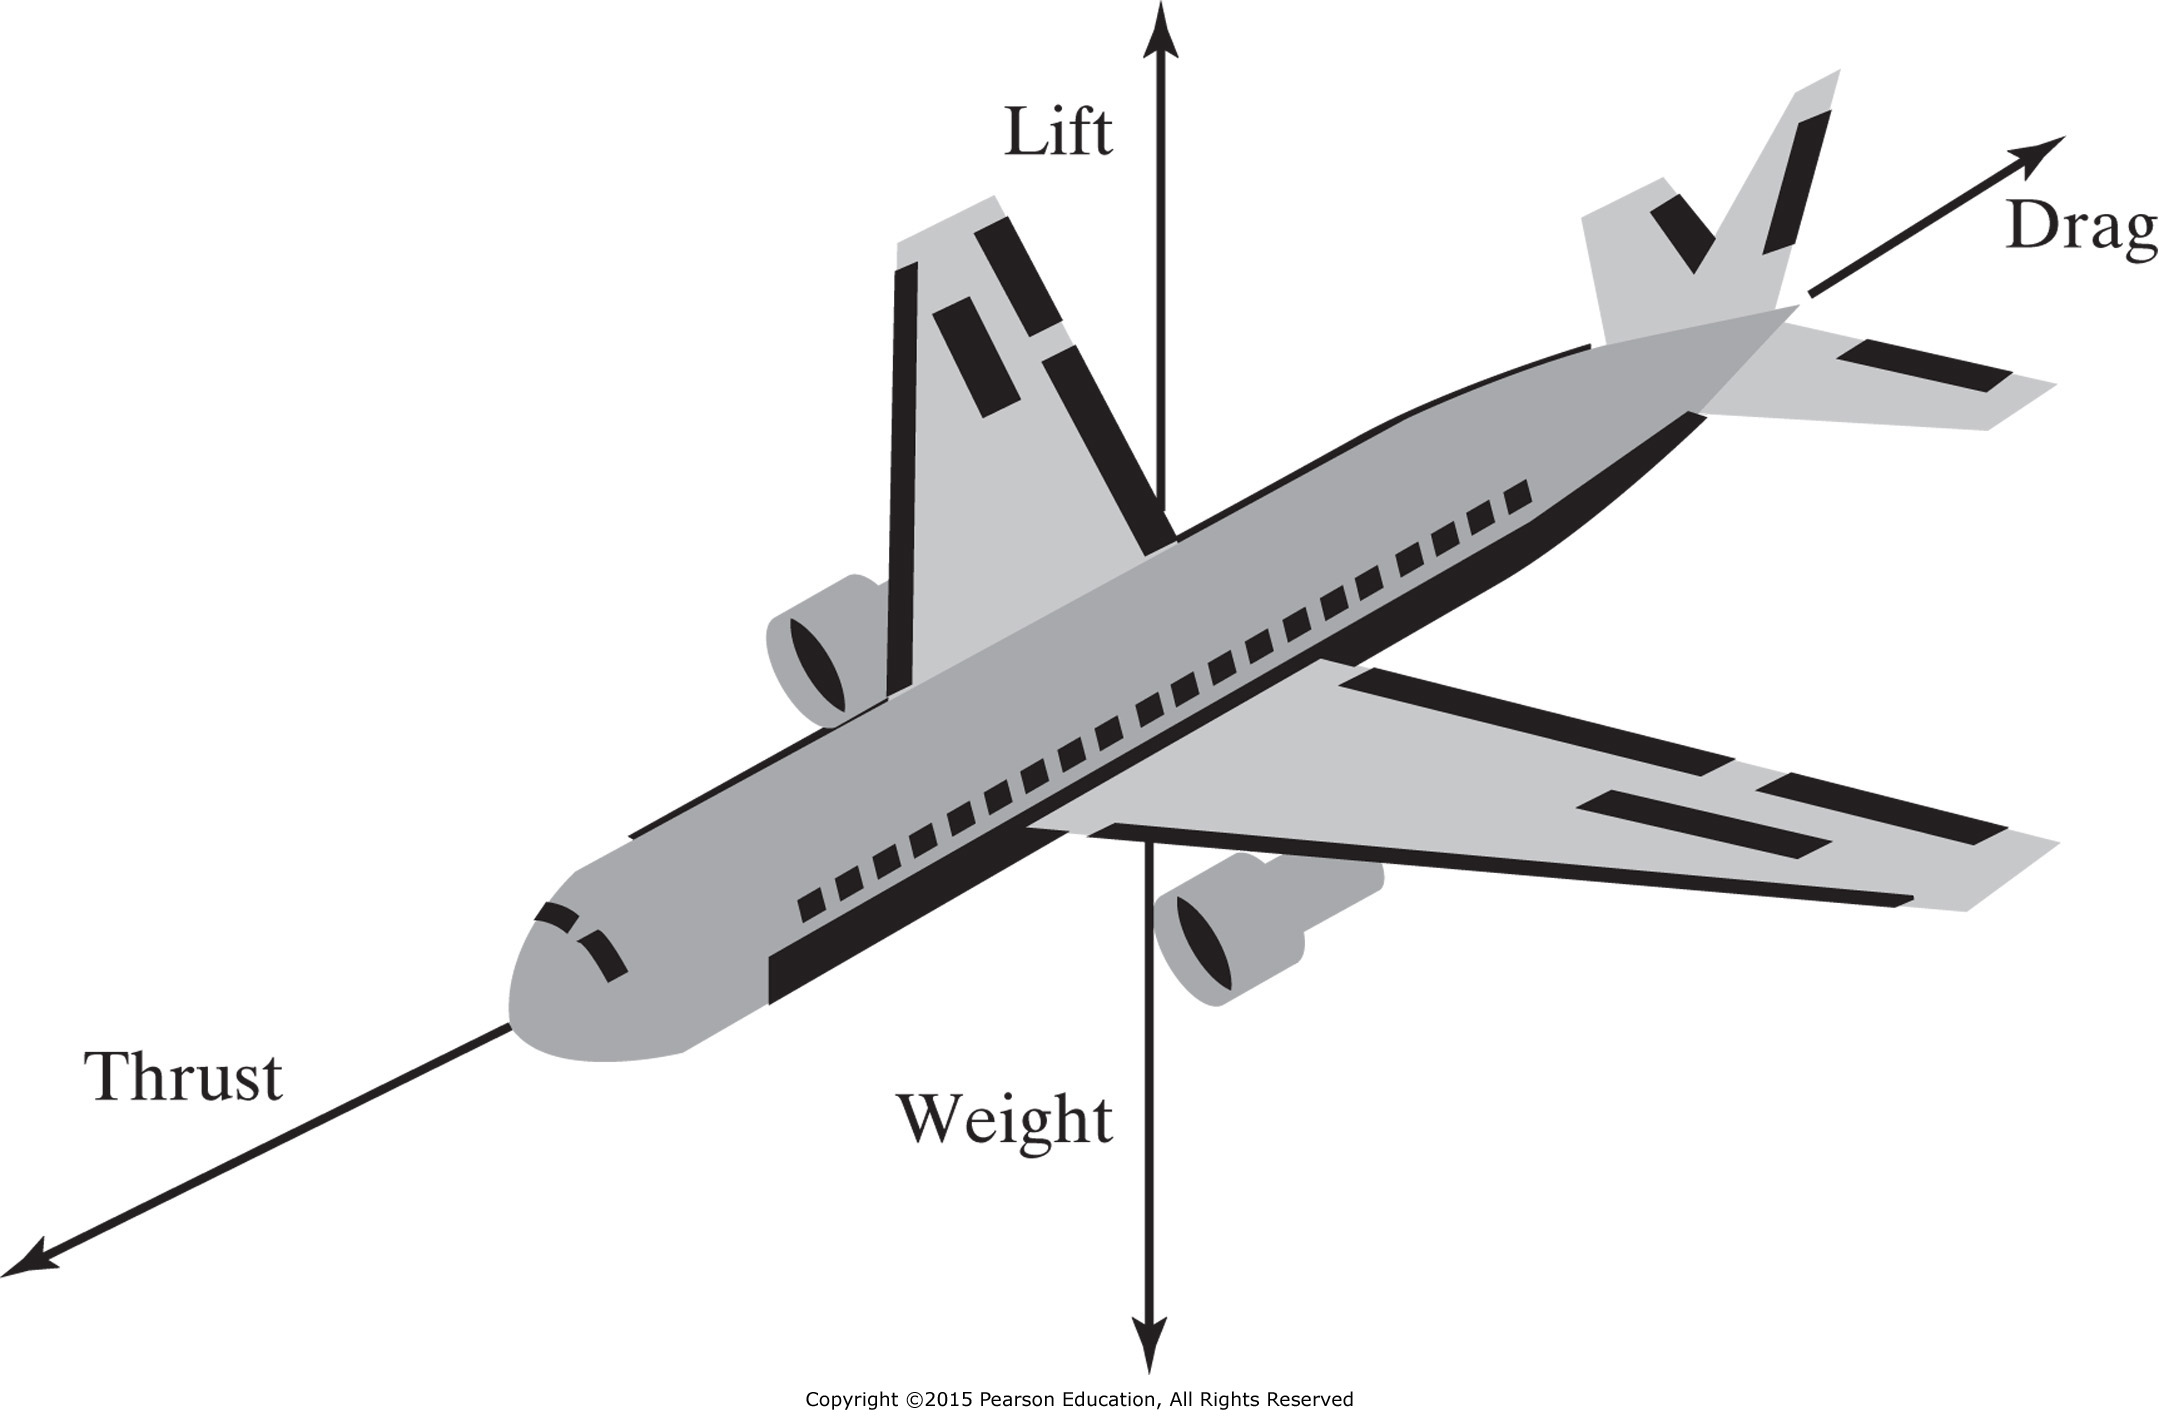 Lift
Drag
Thrust
Weight
Copyright ©2015 Pearson Education, All Rights Reserved